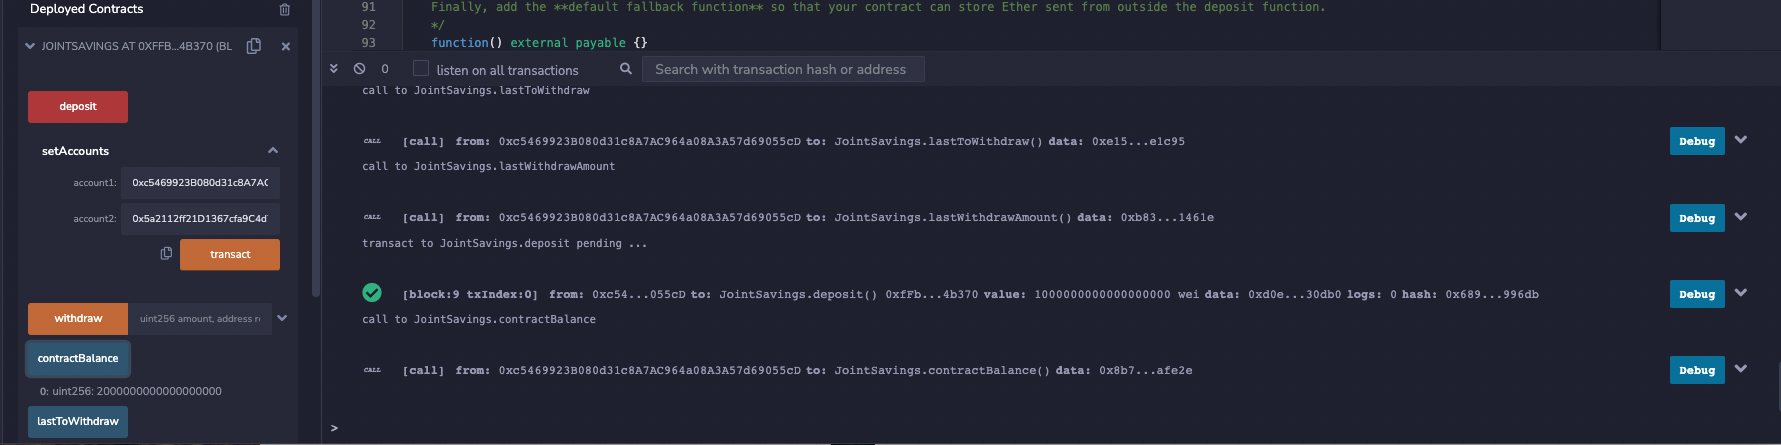 Deployed Contracts
JOINTSAVINGS AT 0XFFB...4B370 (BL
deposit
setAccounts
account1: 0xc5469923B080d31c8A7AC
account2: 0x5a2112ff21D1367cfa9C4d
transact
withdraw uint256 amount, address re
contractBalance
0: uint256: 2000000000000000000
lastToWithdraw
91 Finally, add the **default fallback function** so that your contract can store Ether sent from outside the deposit function.
92 */
93 function() external payable {}
0 listen on all transactions Search with transaction hash or address
call to JointSavings.lastToWithdraw
CALL [call] from: 0xc5469923B080d31c8A7AC964a08A3A57d69055cD to: JointSavings.lastToWithdraw() data: 0xe15...e1c95 Debug
call to JointSavings.lastWithdrawAmount
CALL [call] from: 0xc5469923B080d31c8A7AC964a08A3A57d69055cD to: JointSavings.lastWithdrawAmount() data: 0xb83...1461e Debug
transact to JointSavings.deposit pending ...
[block:9 txIndex:0] from: 0xc54...055cD to: JointSavings.deposit() 0xfFb...4b370 value: 1000000000000000000 wei data: 0xd0e...30db0 logs: 0 hash: 0x689...996db Debug
call to JointSavings.contractBalance
CALL [call] from: 0xc5469923B080d31c8A7AC964a08A3A57d69055cD to: JointSavings.contractBalance() data: 0x8b7...afe2e Debug
>